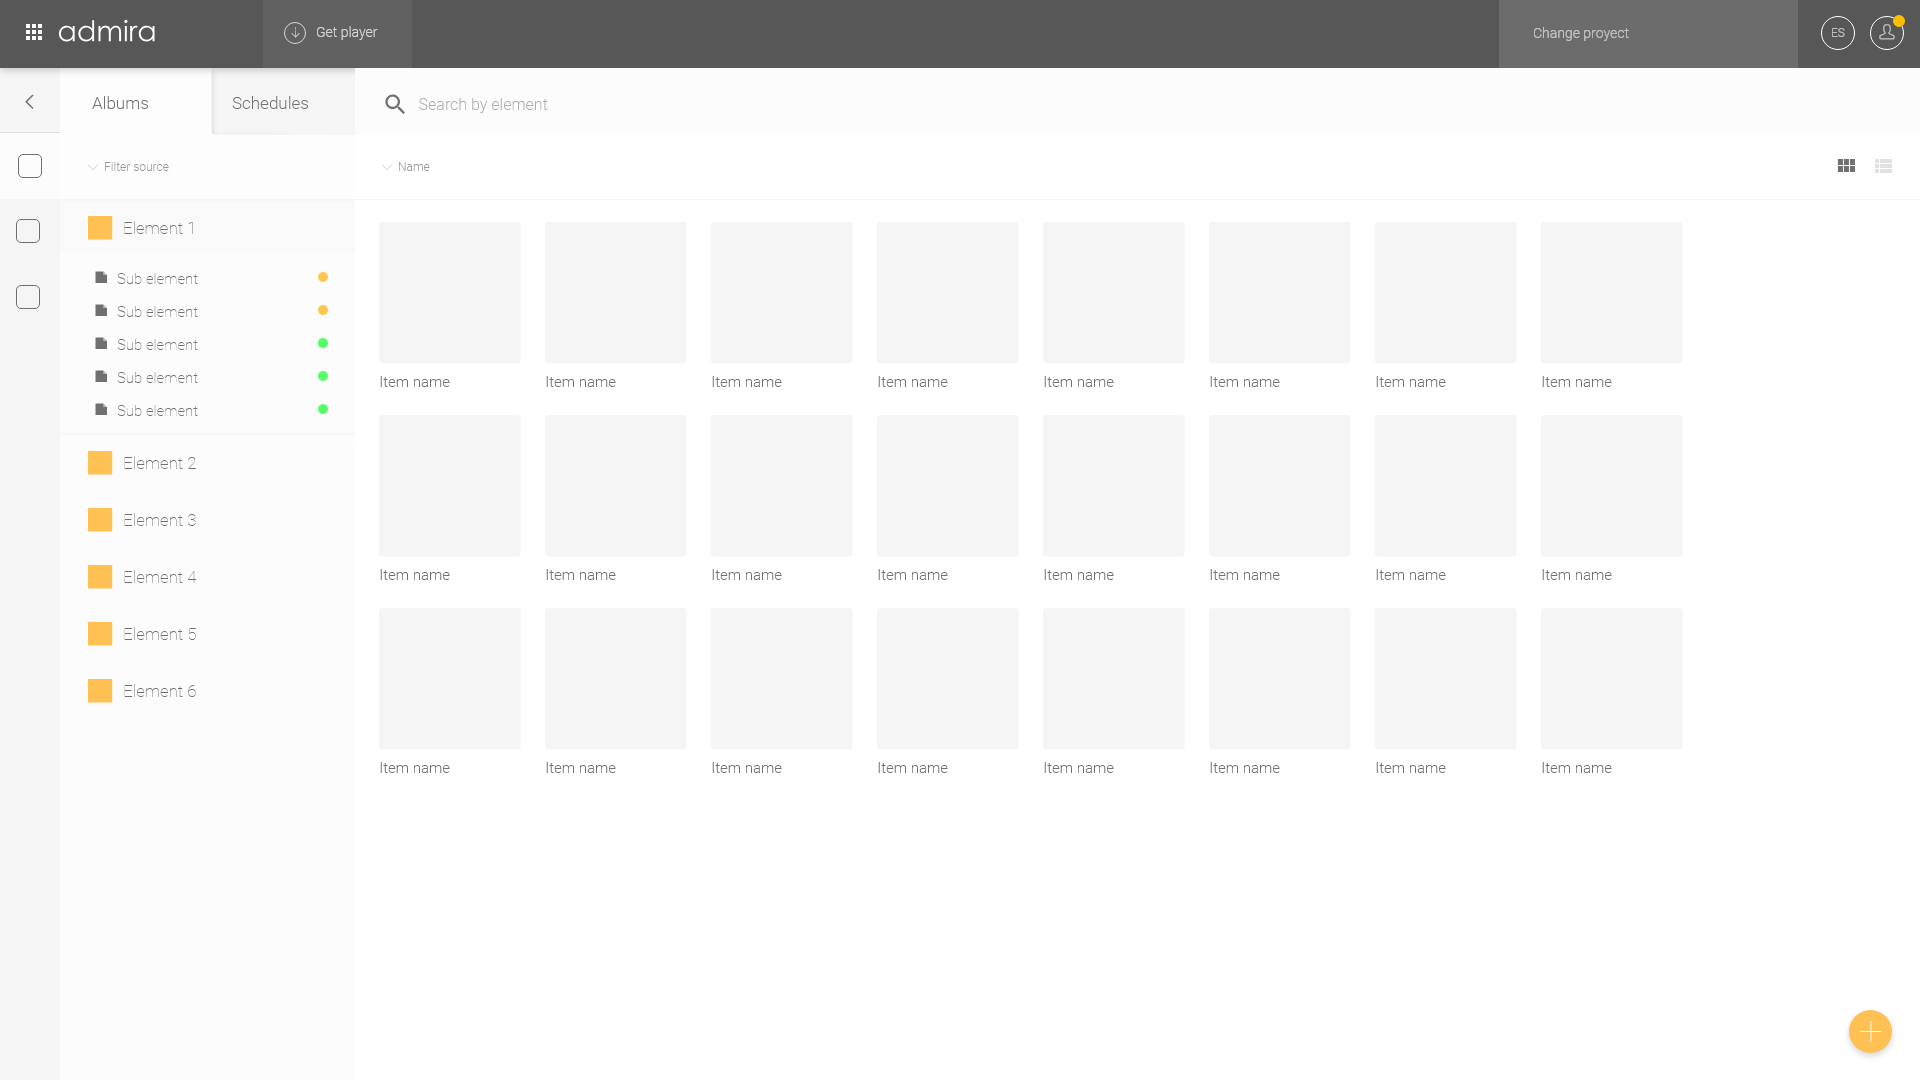 admira
Get player
Change proyect
ES
Albums
Schedules
Search by element
Filter source
Name
Element 1
Sub element
Sub element
Sub element
Sub element
Sub element
Element 2
Element 3
Element 4
Element 5
Element 6
Item name Item name Item name Item name Item name Item name Item name Item name
Item name Item name Item name Item name Item name Item name Item name Item name
Item name Item name Item name Item name Item name Item name Item name Item name